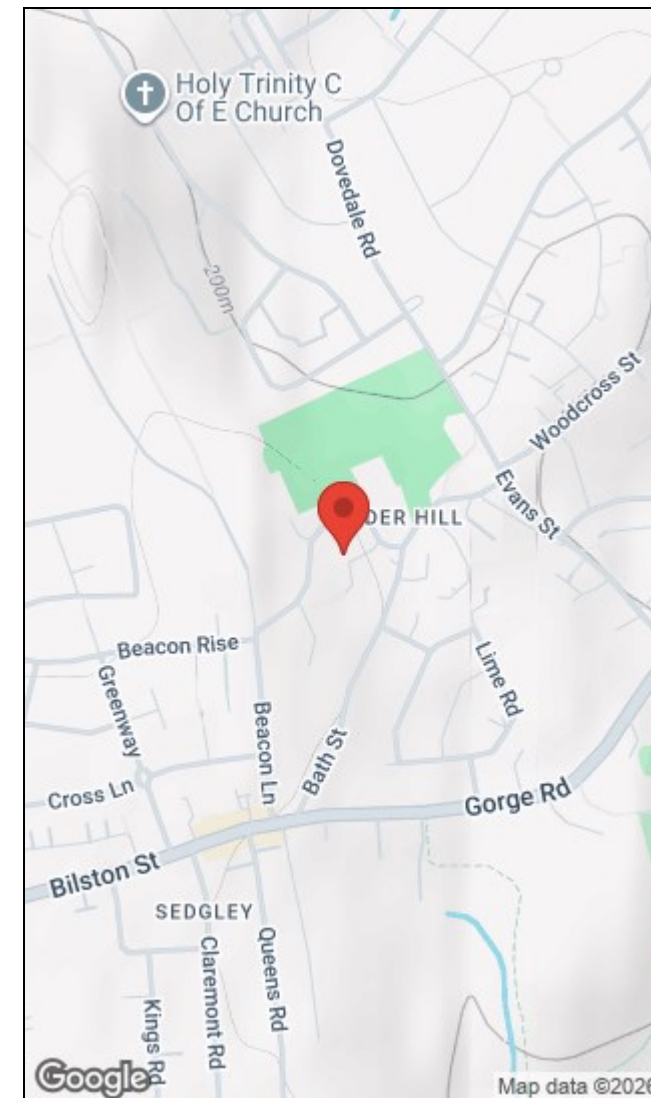 Holy Trinity C
Of E Church
Dovedale Rd
200m
Woodcross St
DER HILL
Evans St
Beacon Rise
Greenway
Lime Rd
Beacon Ln
Bath St
Cross Ln
Gorge Rd
Bilston St
SEDGLEY
Queens Rd
Claremont Rd
Kings Rd
Google
Map data ©2026